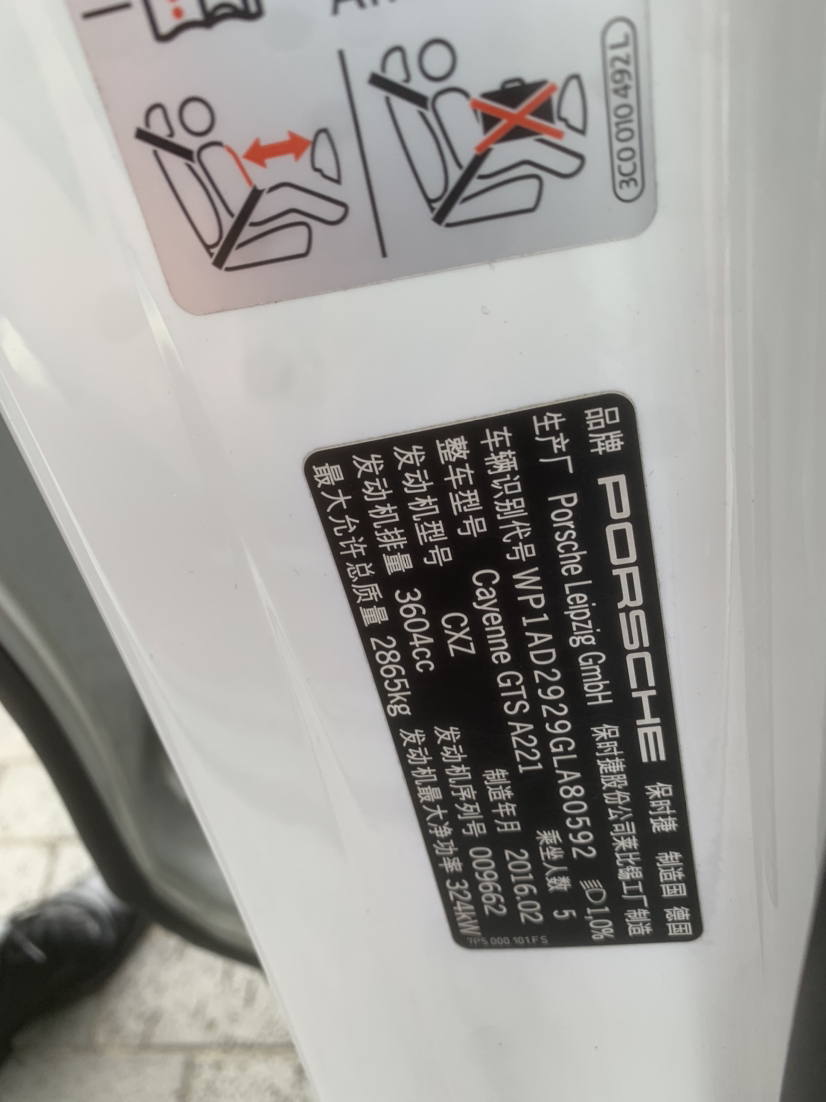 3C0 010 492 L
品牌 PORSCHE 保时捷 制造国 德国
生产厂 Porsche Leipzig GmbH 保时捷股份公司莱比锡工厂制造
车辆识别代号 WP1AD2929GLA80592 1,0%
整车型号 Cayenne GTS A221 乘坐人数 5
发动机型号 CXZ 制造年月 2016.02
发动机排量 3604cc 发动机序列号 009662
最大允许总质量 2865kg 发动机最大净功率 324kW
7P5 000 101 F S